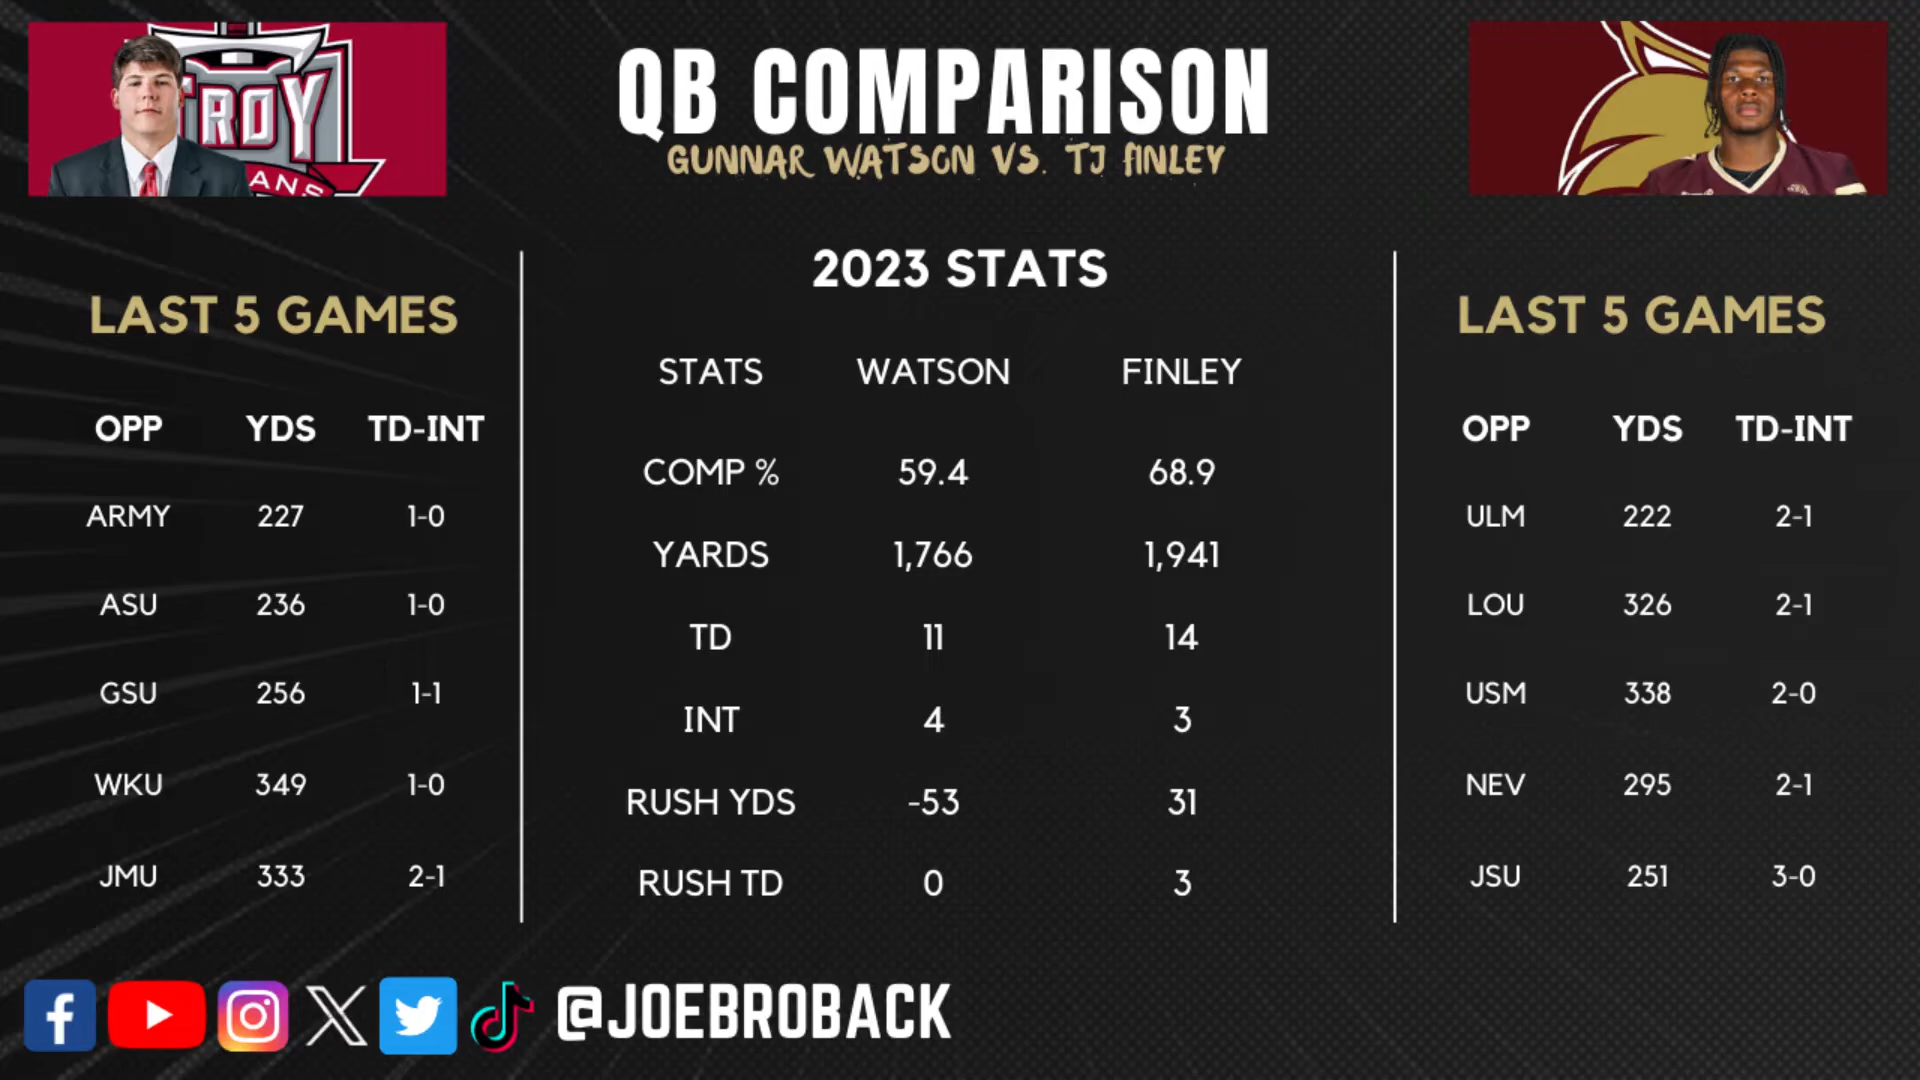 TROY
ANS
QB COMPARISON
GUNNAR WATSON VS. TJ FINLEY
LAST 5 GAMES
OPP YDS TD-INT
ARMY 227 1-0
ASU 236 1-0
GSU 256 1-1
WKU 349 1-0
JMU 333 2-1
2023 STATS
STATS WATSON FINLEY
COMP % 59.4 68.9
YARDS 1,766 1,941
TD 11 14
INT 4 3
RUSH YDS -53 31
RUSH TD 0 3
LAST 5 GAMES
OPP YDS TD-INT
ULM 222 2-1
LOU 326 2-1
USM 338 2-0
NEV 295 2-1
JSU 251 3-0
@JOEBROBACK